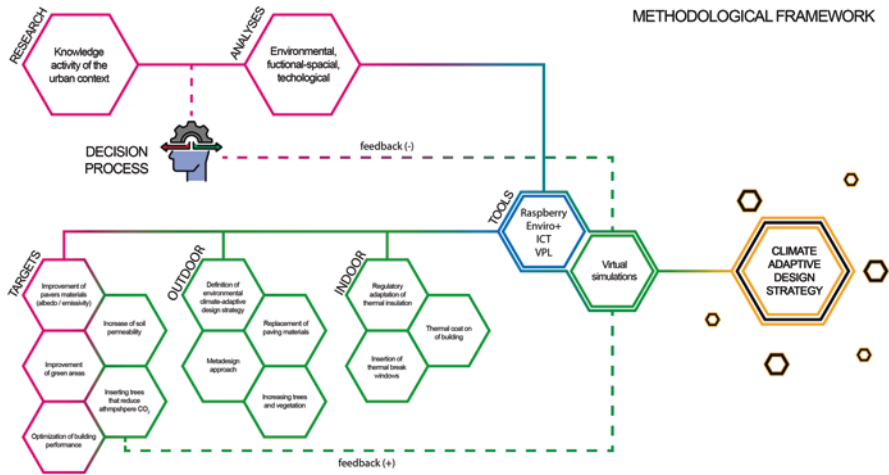 METHODOLOGICAL FRAMEWORK
RESEARCH
Knowledge
activity of the
urban context
ANALYSES
Environmental,
fuctional-spacial,
techological
DECISION
PROCESS
feedback (-)
TOOLS
Raspberry
Enviro+
ICT
VPL
Virtual
simulations
CLIMATE
ADAPTIVE
DESIGN
STRATEGY
TARGETS
Improvement of
pavers materials
(albedo / emissivity)
Increase of soil
permeability
Improvement
of green areas
Inserting trees
that reduce
athmpshpere CO₂
Optimization of building
performance
OUTDOOR
Definition of
environmental
climate-adaptive
design strategy
Replacement of
paving materials
Metadesign
approach
Increasing trees
and vegetation
INDOOR
Regulatory
adaptation of
thermal insulation
Thermal coat on
of building
Insertion of
thermal break
windows
feedback (+)